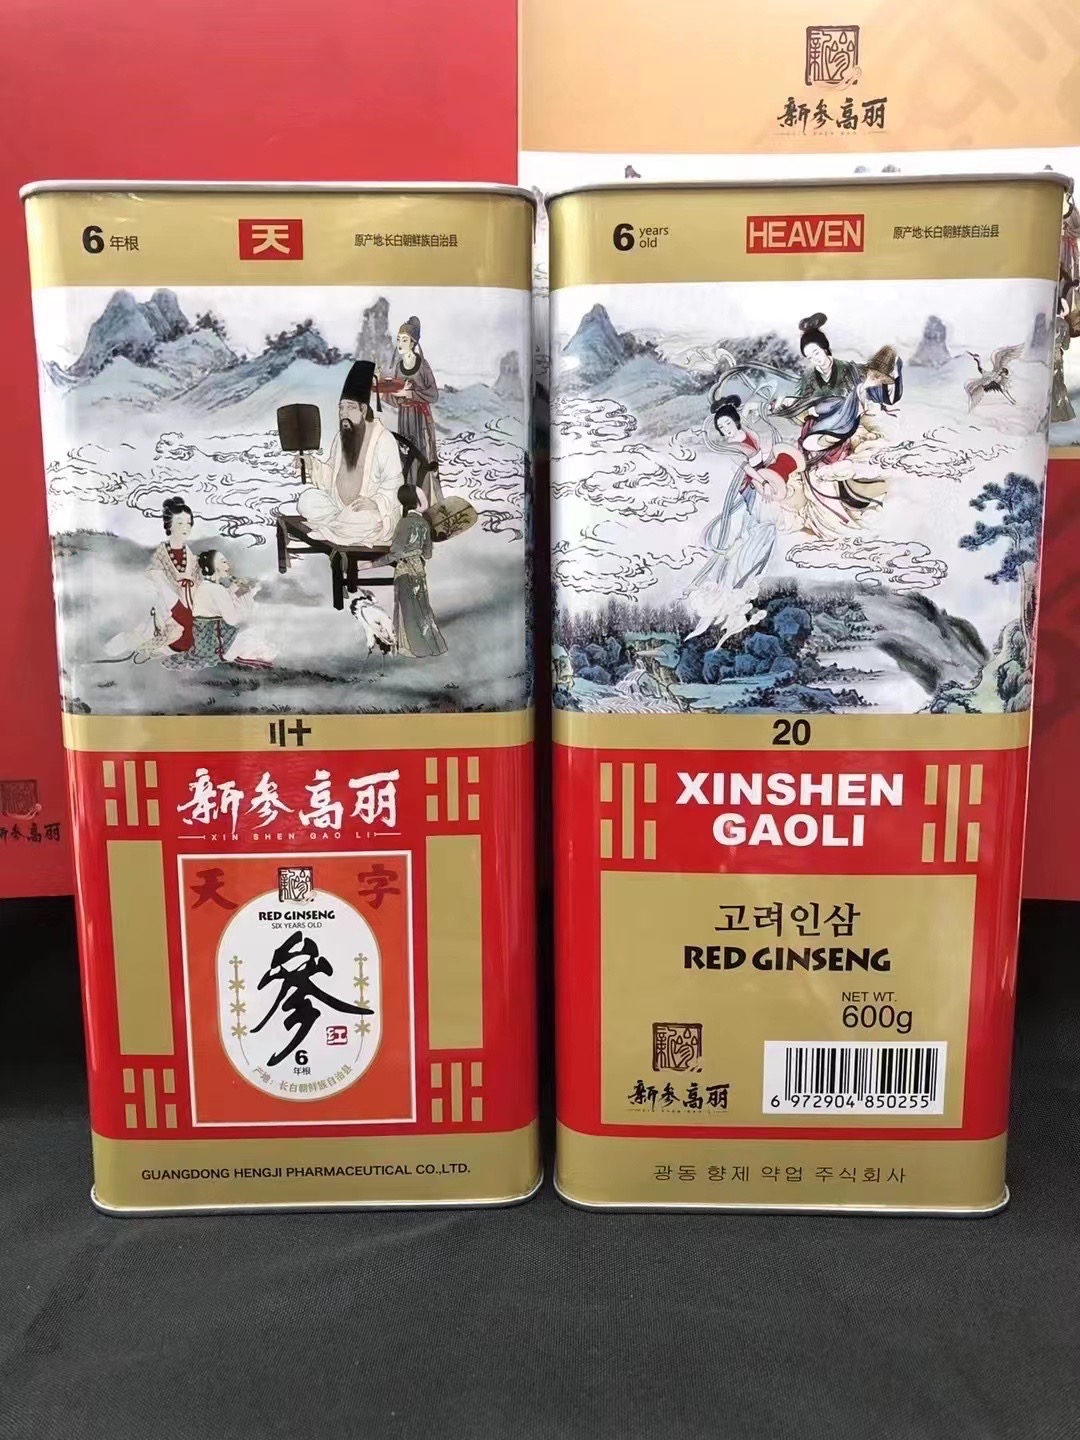 新参高丽
6年根
天
原产地:长白朝鲜族自治县
6 years old
HEAVEN
原产地:长白朝鲜族自治县
20
新参高丽
XIN SHEN GAO LI
天字
RED GINSENG
SIX YEARS OLD
參
红
6
年根
产地：长白朝鲜族自治县
GUANGDONG HENGJI PHARMACEUTICAL CO.,LTD.
XINSHEN
GAOLI
고려인삼
RED GINSENG
NET WT.
600g
新参高丽
6 972904 850255
광동 향제 약업 주식회사
新参高丽